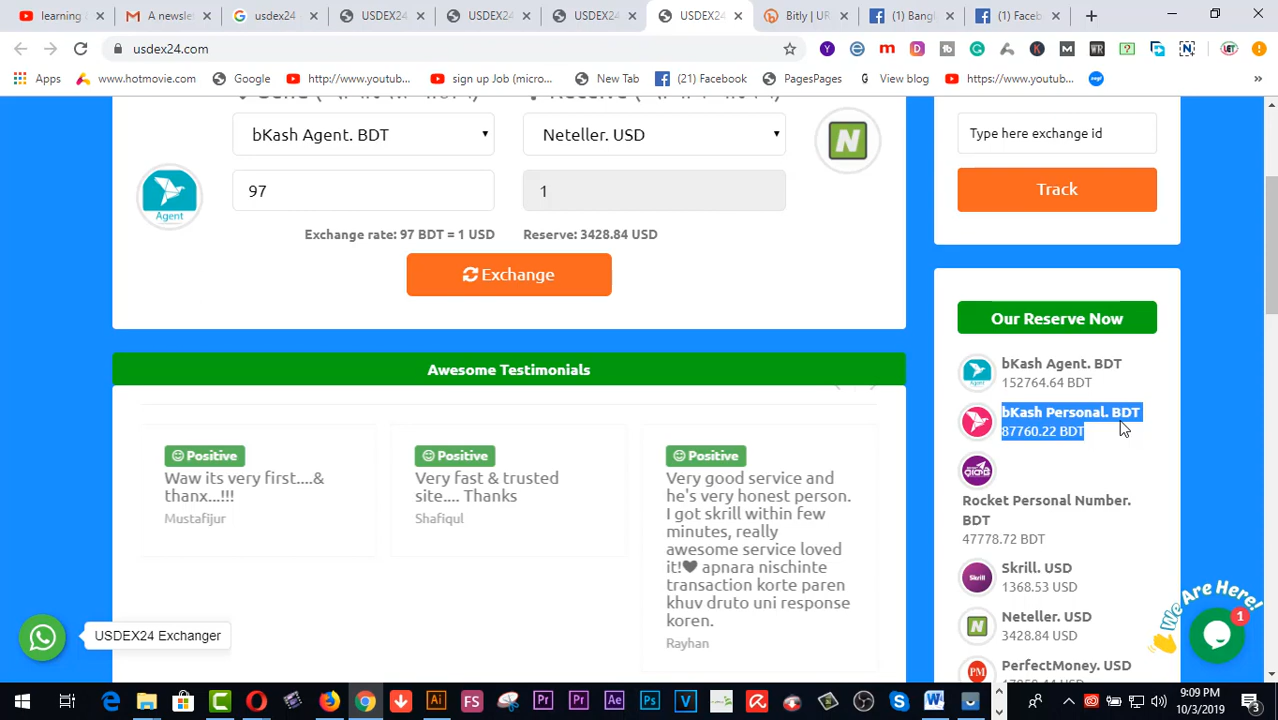 learning
A newsle
usdex24
USDEX24
USDEX24
USDEX24
USDEX24
Bitly | UR
(1) Bangl
(1) Faceb
usdex24.com
Apps
www.hotmovie.com
Google
http://www.youtub...
sign up Job (micro...
New Tab
(21) Facebook
PagesPages
View blog
https://www.youtub...
bKash Agent. BDT
Neteller. USD
Agent
97
1
Exchange rate: 97 BDT = 1 USD
Reserve: 3428.84 USD
Exchange
Awesome Testimonials
Positive
Waw its very first....&
thanx...!!!
Mustafijur
Positive
Very fast & trusted
site.... Thanks
Shafiqul
Positive
Very good service and
he's very honest person.
I got skrill within few
minutes, really
awesome service loved
it!♥ apnara nischinte
transaction korte paren
khuv druto uni response
koren.
Rayhan
Type here exchange id
Track
Our Reserve Now
bKash Agent. BDT
152764.64 BDT
bKash Personal. BDT
87760.22 BDT
Rocket Personal Number.
BDT
47778.72 BDT
Skrill. USD
1368.53 USD
Neteller. USD
3428.84 USD
PerfectMoney. USD
USDEX24 Exchanger
We Are Here!
1
9:09 PM
10/3/2019